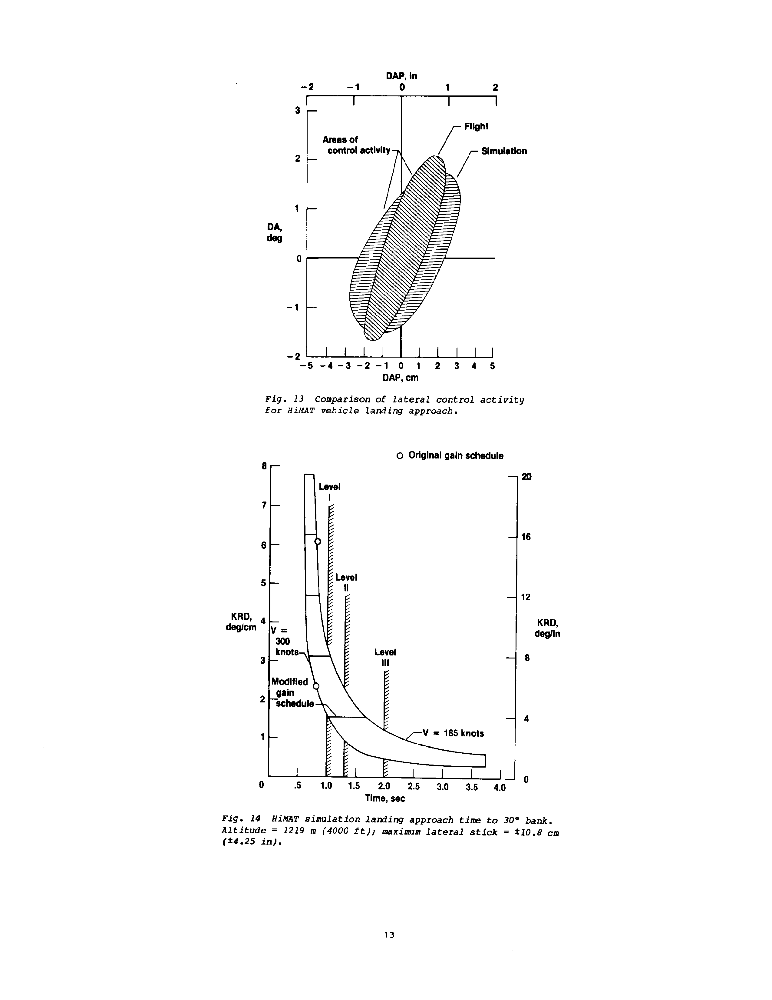 DAP, in
-2 -1 0 1 2
3
Flight
Areas of
control activity
Simulation
2
1
DA,
deg
0
-1
-2
-5 -4 -3 -2 -1 0 1 2 3 4 5
DAP, cm
Fig. 13 Comparison of lateral control activity
for HiMAT vehicle landing approach.
O Original gain schedule
8
20
Level
I
7
16
6
Level
II
5
12
KRD,
deg/cm
4
KRD,
deg/in
V =
300
knots
Level
III
8
3
Modified
gain
schedule
2
4
V = 185 knots
1
0
0 .5 1.0 1.5 2.0 2.5 3.0 3.5 4.0
Time, sec
Fig. 14 HiMAT simulation landing approach time to 30° bank.
Altitude = 1219 m (4000 ft); maximum lateral stick = ±10.8 cm
(±4.25 in).
13